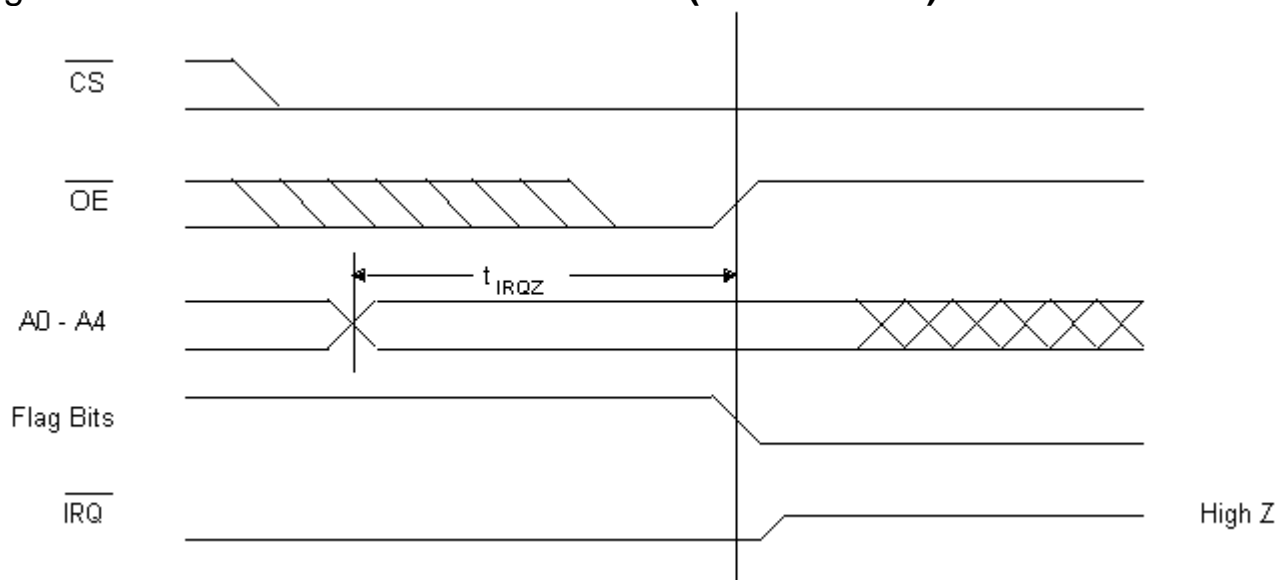 CS
OE
t IRQZ
A0 - A4
Flag Bits
IRQ
High Z